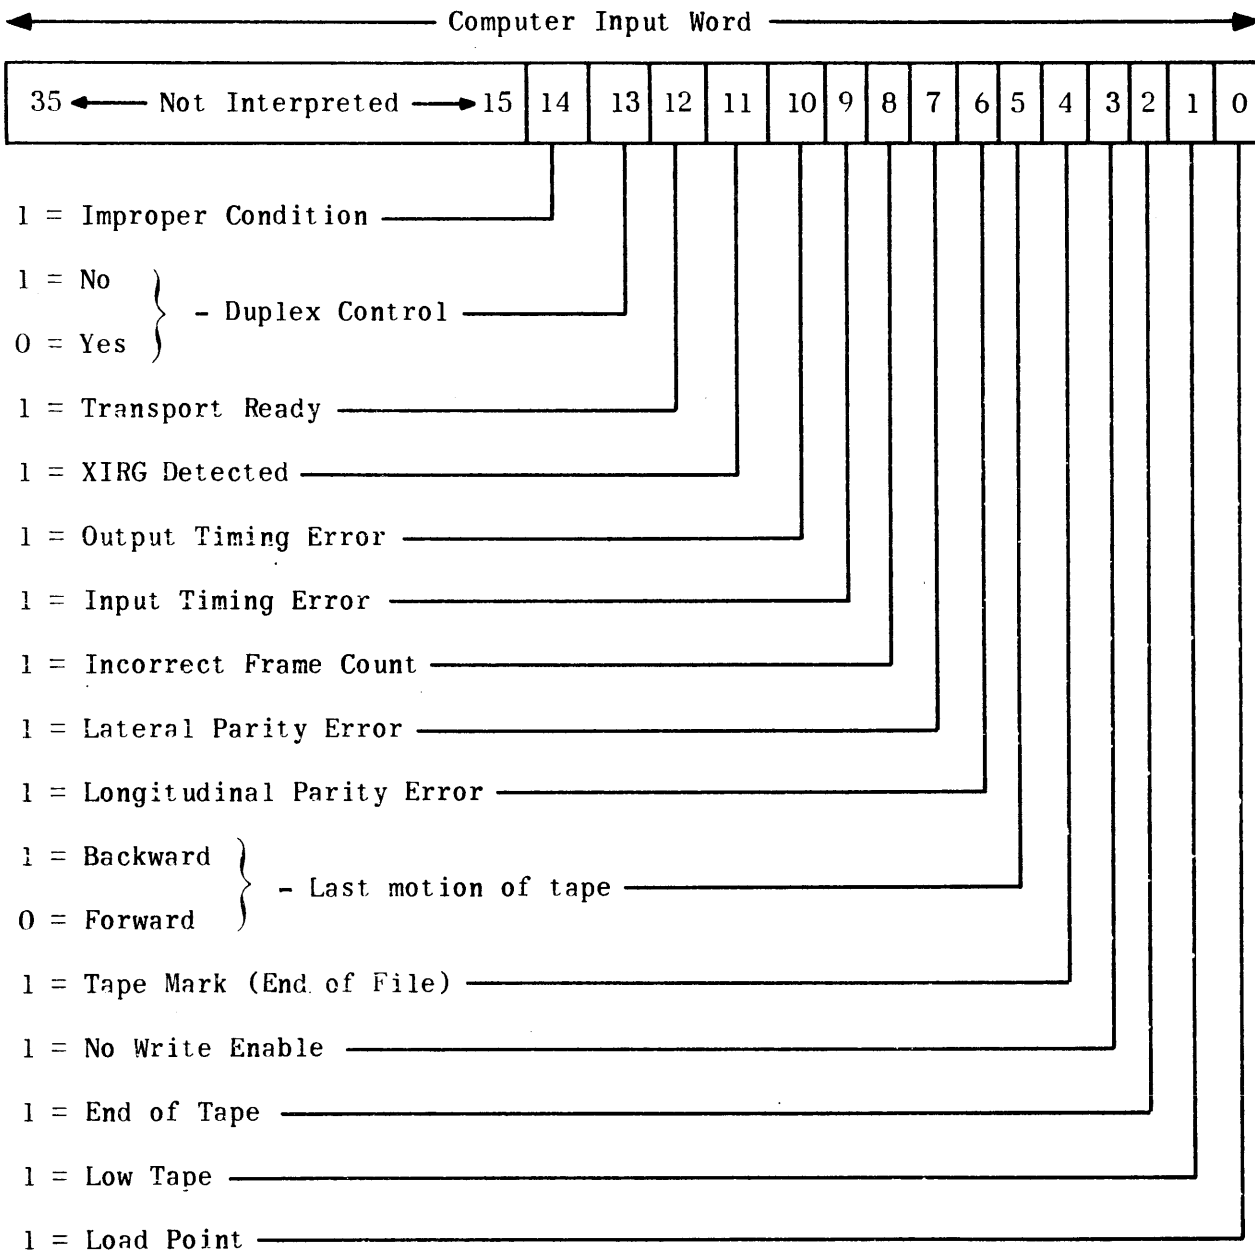 Computer Input Word
35 Not Interpreted 15 14 13 12 11 10 9 8 7 6 5 4 3 2 1 0
1 = Improper Condition
1 = No
- Duplex Control
0 = Yes
1 = Transport Ready
1 = XIRG Detected
1 = Output Timing Error
1 = Input Timing Error
1 = Incorrect Frame Count
1 = Lateral Parity Error
1 = Longitudinal Parity Error
1 = Backward
- Last motion of tape
0 = Forward
1 = Tape Mark (End of File)
1 = No Write Enable
1 = End of Tape
1 = Low Tape
1 = Load Point